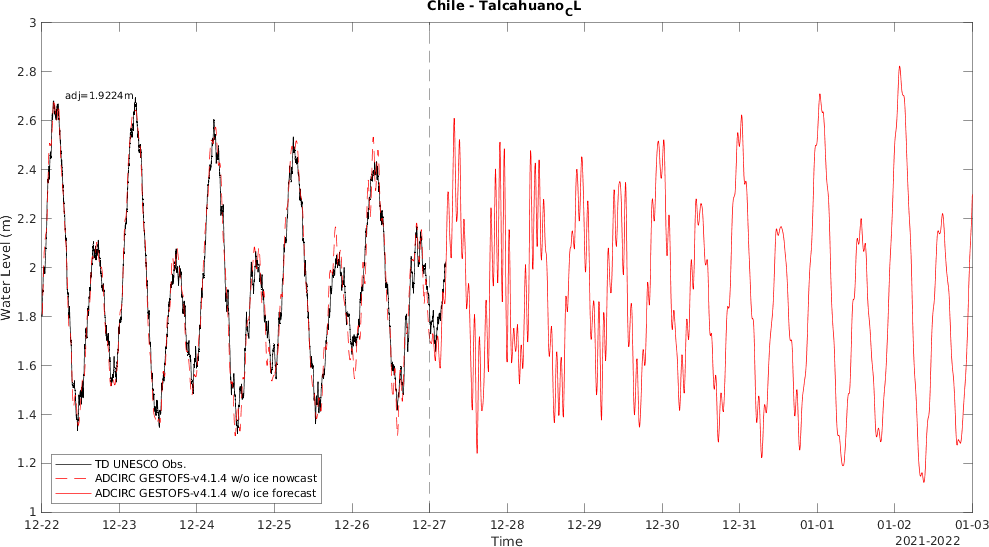 Chile - Talcahuano_CL
3
2.8
2.6
2.4
2.2
2
1.8
1.6
1.4
1.2
1
Water Level (m)
adj=1.9224m
TD UNESCO Obs.
ADCIRC GESTOFS-v4.1.4 w/o ice nowcast
ADCIRC GESTOFS-v4.1.4 w/o ice forecast
12-22 12-23 12-24 12-25 12-26 12-27 12-28 12-29 12-30 12-31 01-01 01-02 01-03
Time
2021-2022